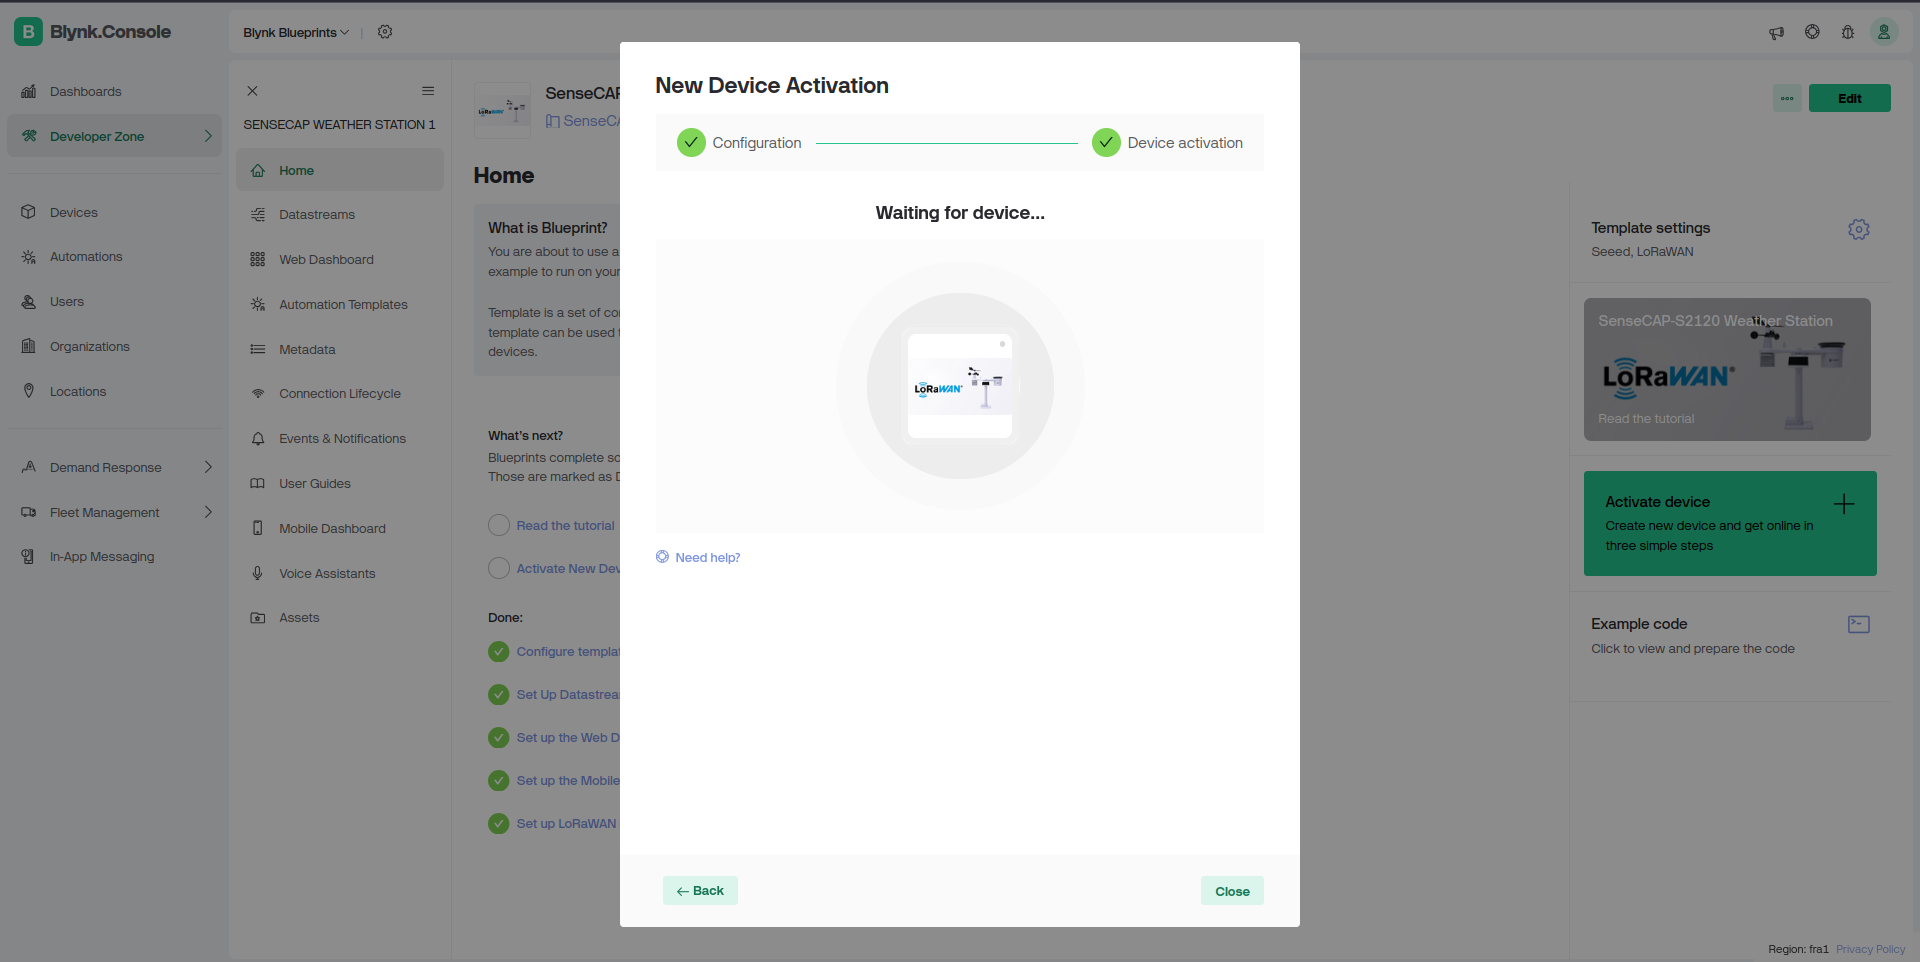 B Blynk.Console
Blynk Blueprints
Dashboards
Developer Zone
Devices
Automations
Users
Organizations
Locations
Demand Response
Fleet Management
In-App Messaging
SENSECAP WEATHER STATION 1
Home
Datastreams
Web Dashboard
Automation Templates
Metadata
Connection Lifecycle
Events & Notifications
User Guides
Mobile Dashboard
Voice Assistants
Assets
SenseCAP
SenseCA
Home
What is Blueprint?
You are about to use a
example to run on your
Template is a set of co
template can be used
devices.
What's next?
Blueprints complete so
Those are marked as
Read the tutorial
Activate New Dev
Done:
Configure templat
Set Up Datastrea
Set up the Web D
Set up the Mobile
Set up LoRaWAN
New Device Activation
Configuration
Device activation
Waiting for device...
LoRaWAN
Need help?
Back
Close
Edit
Template settings
Seeed, LoRaWAN
SenseCAP-S2120 Weather Station
LoRaWAN®
Read the tutorial
Activate device
Create new device and get online in
three simple steps
Example code
Click to view and prepare the code
Region: fra1 Privacy Policy